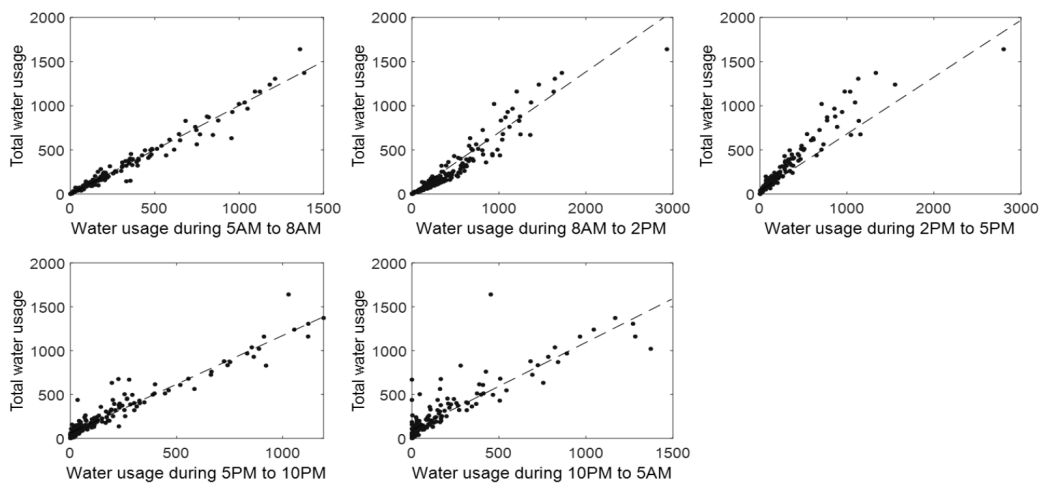 2000
1500
1000
500
0
Total water usage
0 500 1000 1500
Water usage during 5AM to 8AM
2000
1500
1000
500
0
Total water usage
0 1000 2000 3000
Water usage during 8AM to 2PM
2000
1500
1000
500
0
Total water usage
0 1000 2000 3000
Water usage during 2PM to 5PM
2000
1500
1000
500
0
Total water usage
0 500 1000
Water usage during 5PM to 10PM
2000
1500
1000
500
0
Total water usage
0 500 1000 1500
Water usage during 10PM to 5AM